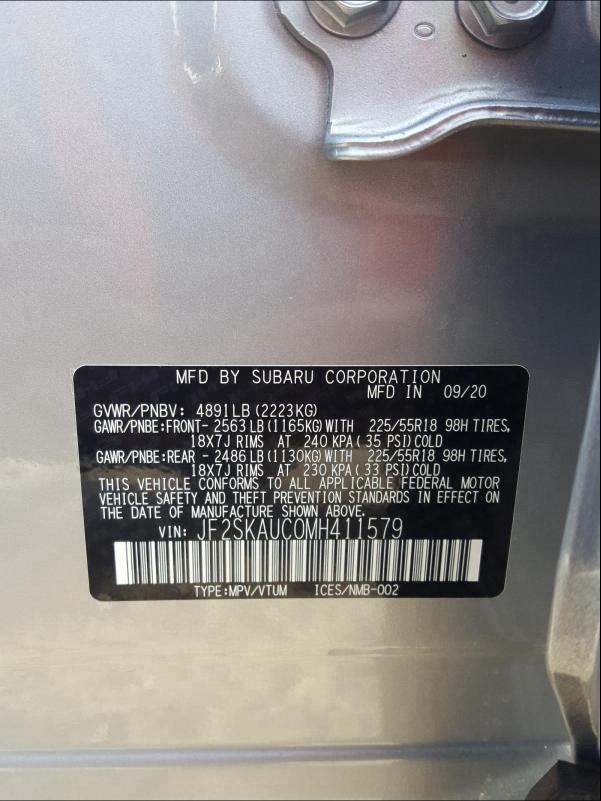 MFD BY SUBARU CORPORATION
MFD IN 09/20
GVWR/PNBV: 4891LB(2223KG)
GAWR/PNBE:FRONT- 2563LB(1165KG)WITH 225/55R18 98H TIRES,
18X7J RIMS AT 240 KPA(35 PSI)COLD
GAWR/PNBE:REAR - 2486LB(1130KG)WITH 225/55R18 98H TIRES,
18X7J RIMS AT 230 KPA(33 PSI)COLD
THIS VEHICLE CONFORMS TO ALL APPLICABLE FEDERAL MOTOR
VEHICLE SAFETY AND THEFT PREVENTION STANDARDS IN EFFECT ON
THE DATE OF MANUFACTURE SHOWN ABOVE.
VIN: JF2SKAUC0MH411579
TYPE:MPV/VTUM ICES/NMB-002